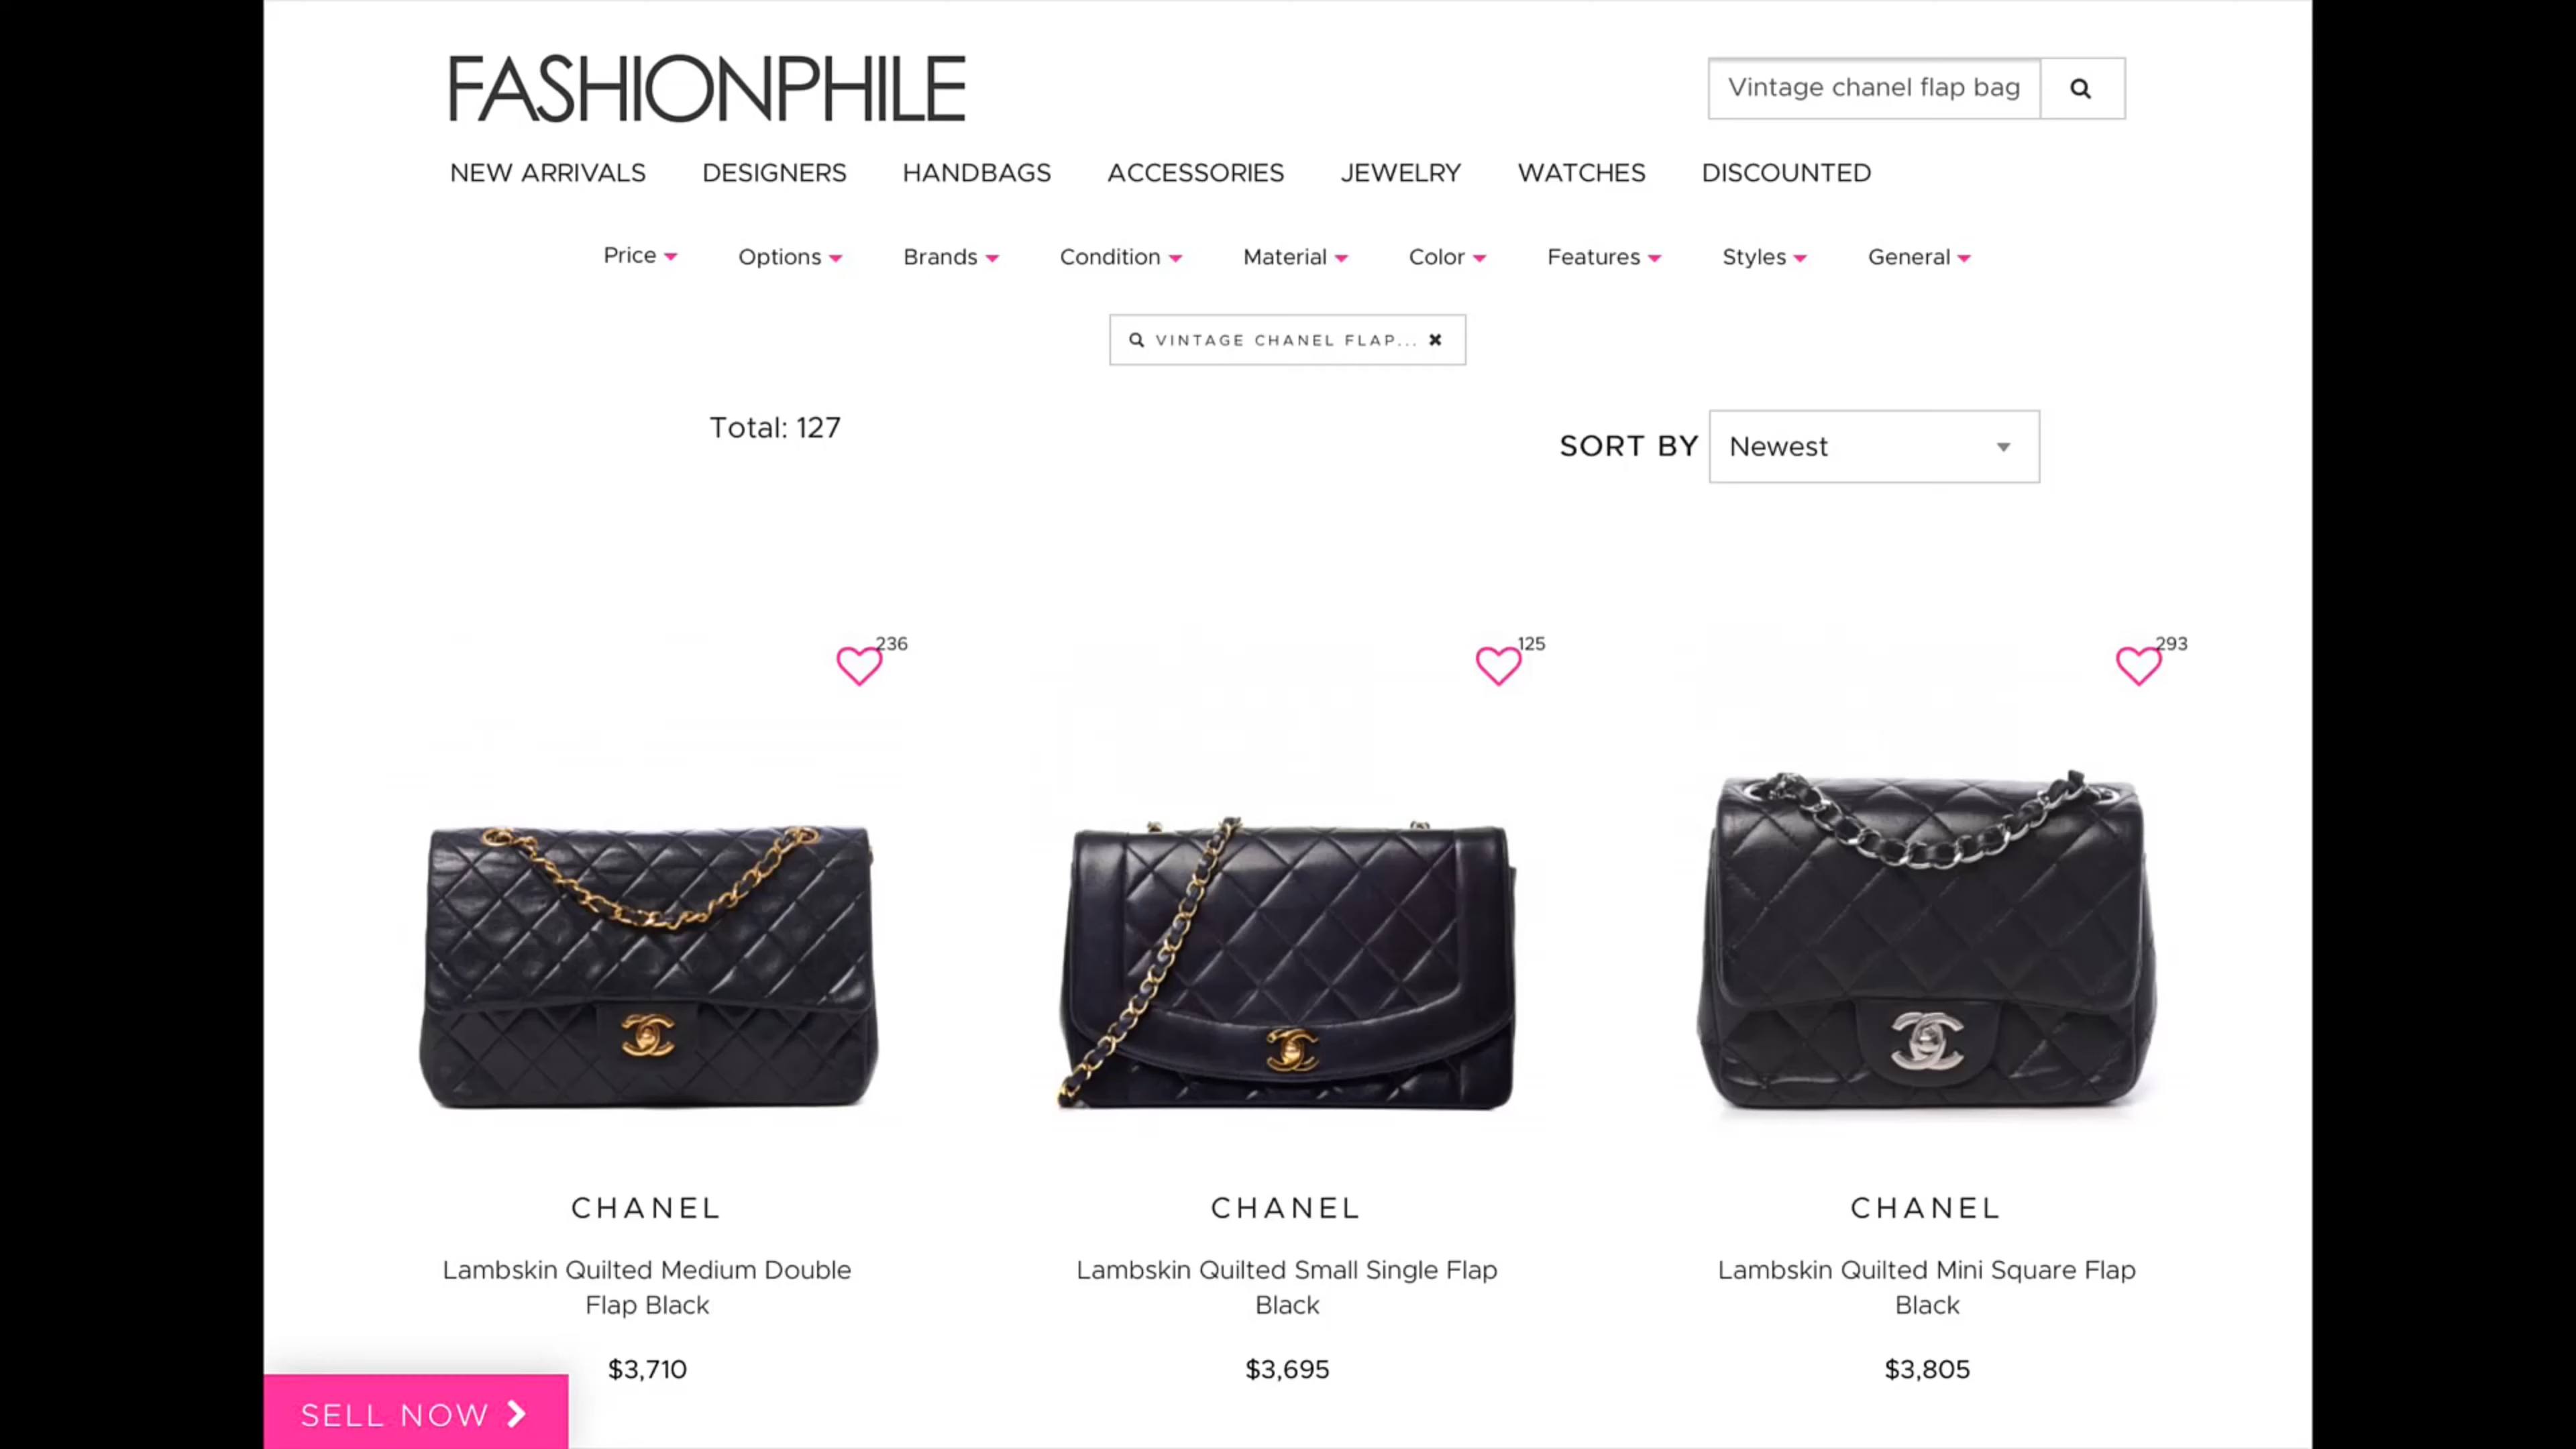 FASHIONPHILE
Vintage chanel flap bag
NEW ARRIVALS DESIGNERS HANDBAGS ACCESSORIES JEWELRY WATCHES DISCOUNTED
Price Options Brands Condition Material Color Features Styles General
VINTAGE CHANEL FLAP...
Total: 127
SORT BY Newest
236 125 293
CHANEL
Lambskin Quilted Medium Double
Flap Black
$3,710
CHANEL
Lambskin Quilted Small Single Flap
Black
$3,695
CHANEL
Lambskin Quilted Mini Square Flap
Black
$3,805
SELL NOW